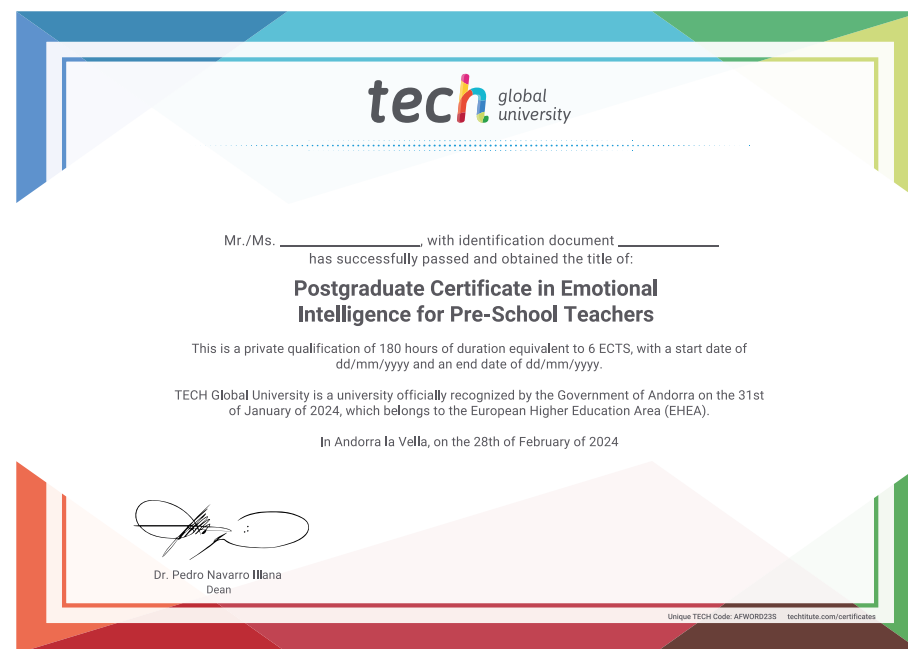 tech global
university
Mr./Ms. ____________________, with identification document ______________
has successfully passed and obtained the title of:
Postgraduate Certificate in Emotional
Intelligence for Pre-School Teachers
This is a private qualification of 180 hours of duration equivalent to 6 ECTS, with a start date of
dd/mm/yyyy and an end date of dd/mm/yyyy.
TECH Global University is a university officially recognized by the Government of Andorra on the 31st
of January of 2024, which belongs to the European Higher Education Area (EHEA).
In Andorra la Vella, on the 28th of February of 2024
Dr. Pedro Navarro Illana
Dean
Unique TECH Code: AFWORD23S techtitute.com/certificates